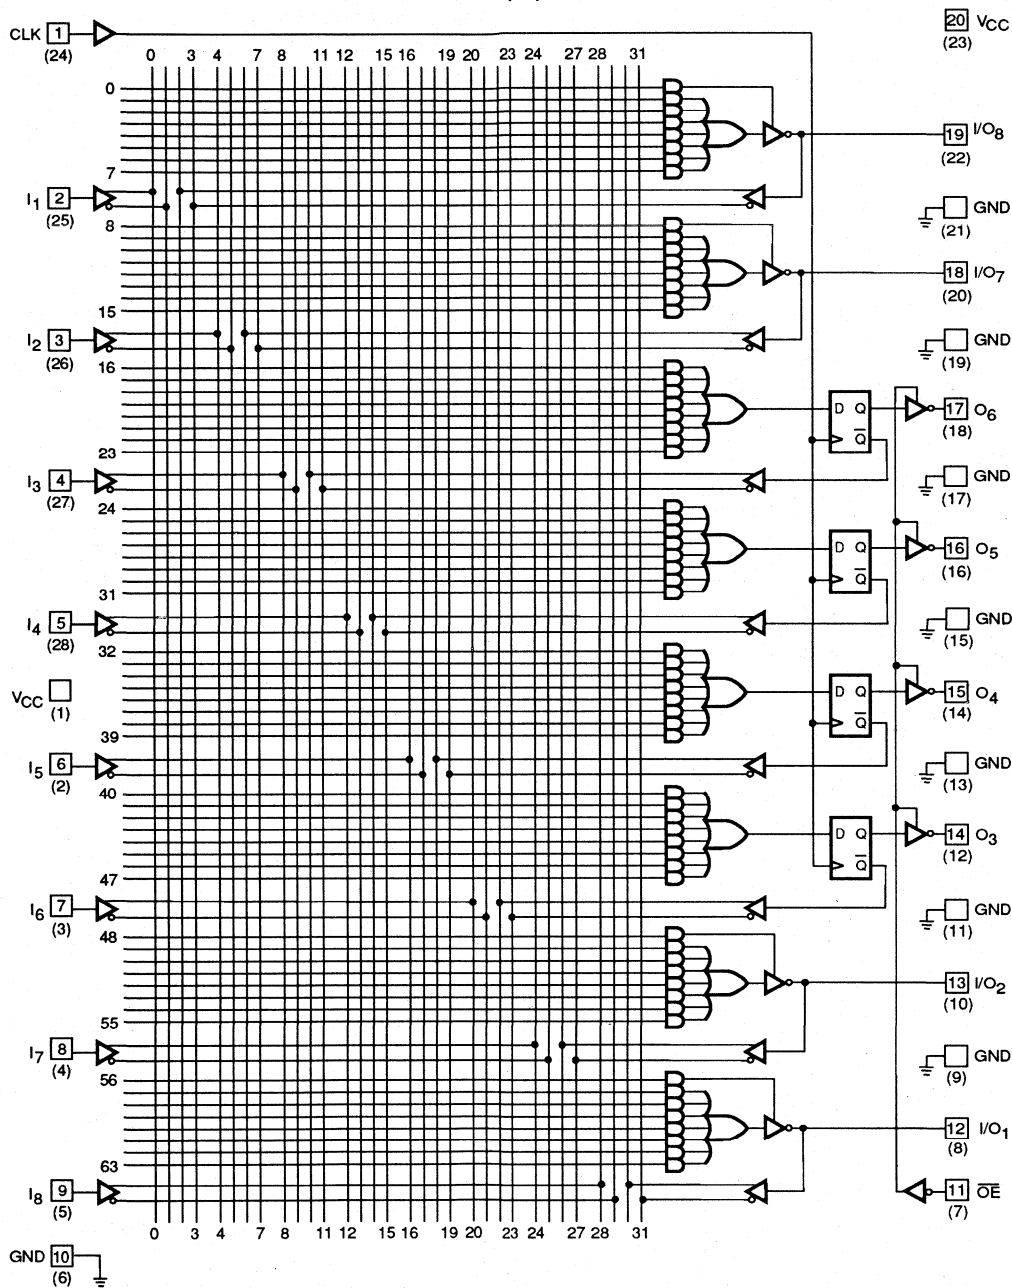 CLK 1 (24)
20 VCC (23)
0 3 4 7 8 11 12 15 16 19 20 23 24 27 28 31
0
19 I/O8 (22)
7
I1 2 (25)
GND (21)
8
18 I/O7 (20)
15
I2 3 (26)
GND (19)
16
D Q 17 O6 (18)
Q
23
I3 4 (27)
GND (17)
24
D Q 16 O5 (16)
Q
31
I4 5 (28)
GND (15)
32
VCC (1)
D Q 15 O4 (14)
Q
39
I5 6 (2)
GND (13)
40
D Q 14 O3 (12)
Q
47
I6 7 (3)
GND (11)
48
13 I/O2 (10)
55
I7 8 (4)
GND (9)
56
12 I/O1 (8)
63
I8 9 (5)
11 OE (7)
0 3 4 7 8 11 12 15 16 19 20 23 24 27 28 31
GND 10 (6)